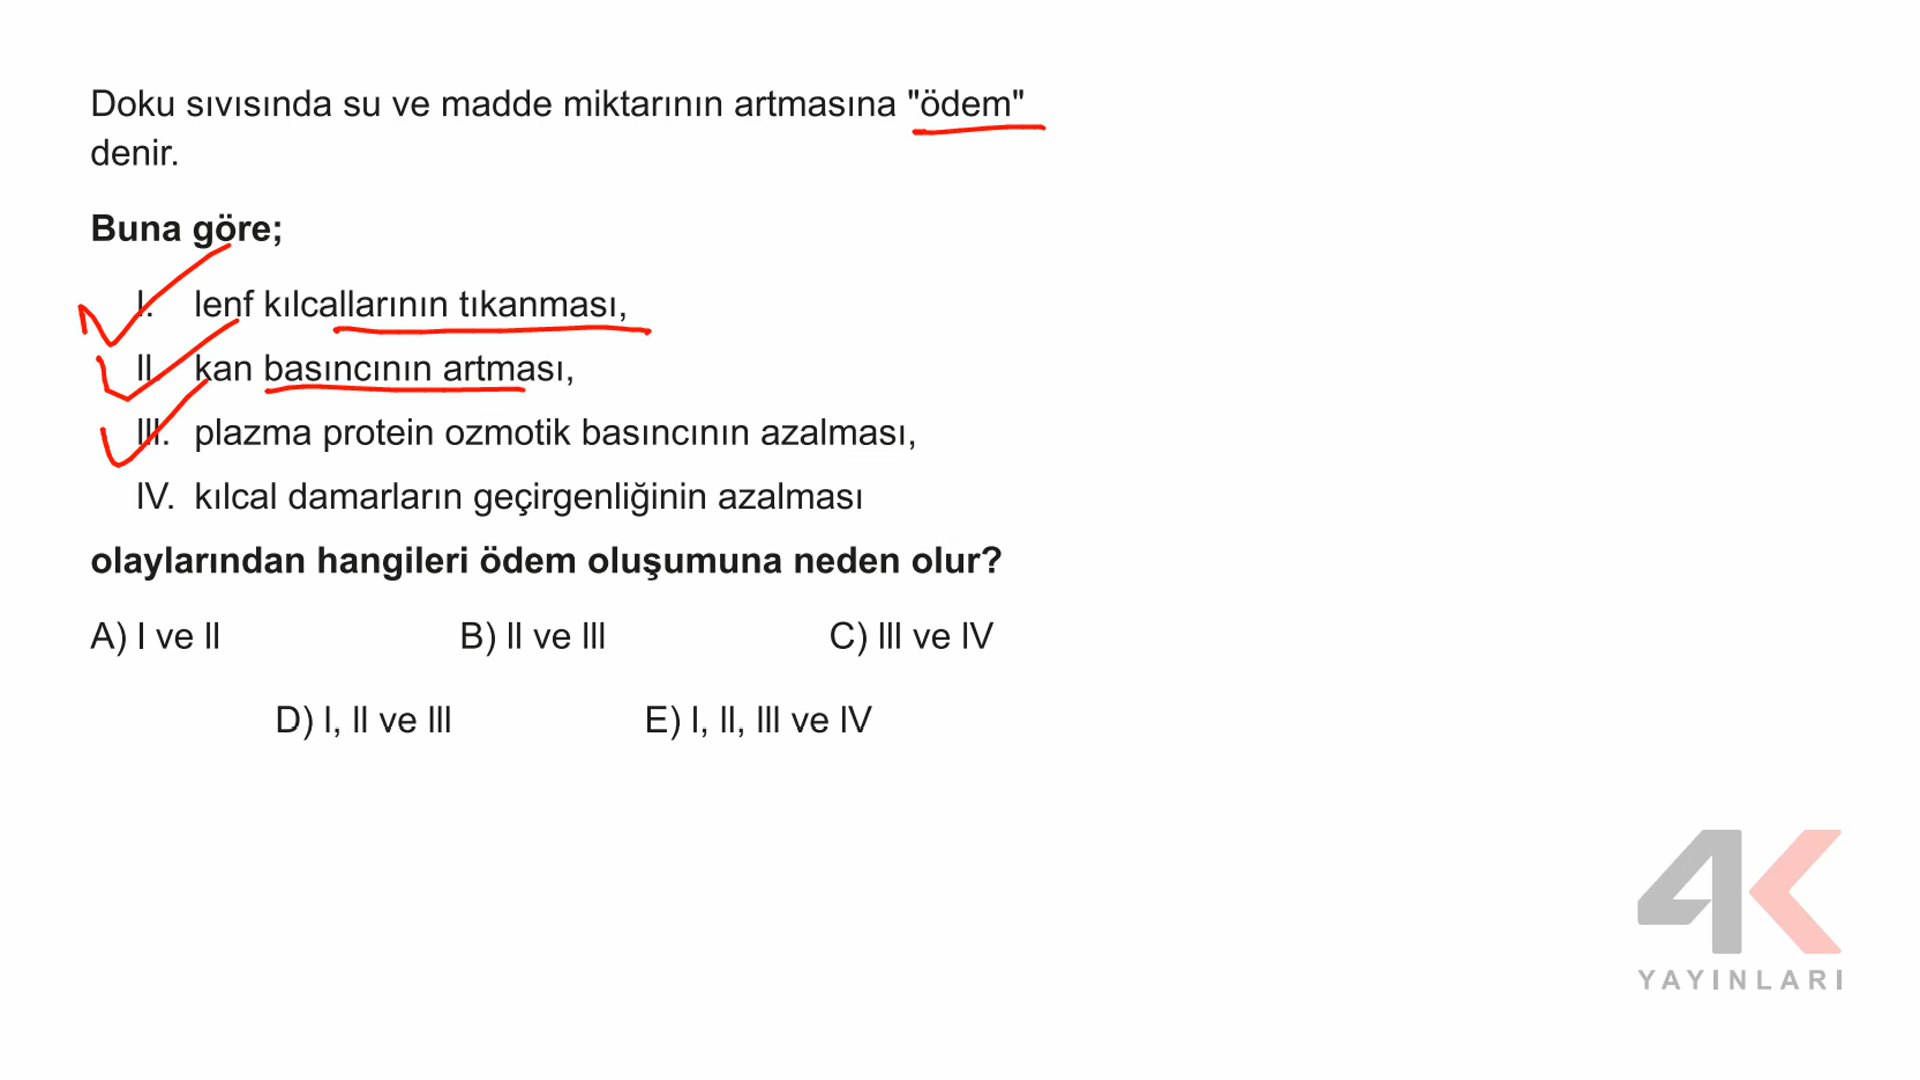 Doku sıvısında su ve madde miktarının artmasına "ödem"
denir.
Buna göre;
I. lenf kılcallarının tıkanması,
II. kan basıncının artması,
III. plazma protein ozmotik basıncının azalması,
IV. kılcal damarların geçirgenliğinin azalması
olaylarından hangileri ödem oluşumuna neden olur?
A) I ve II B) II ve III C) III ve IV
D) I, II ve III E) I, II, III ve IV
4K
YAYINLARI